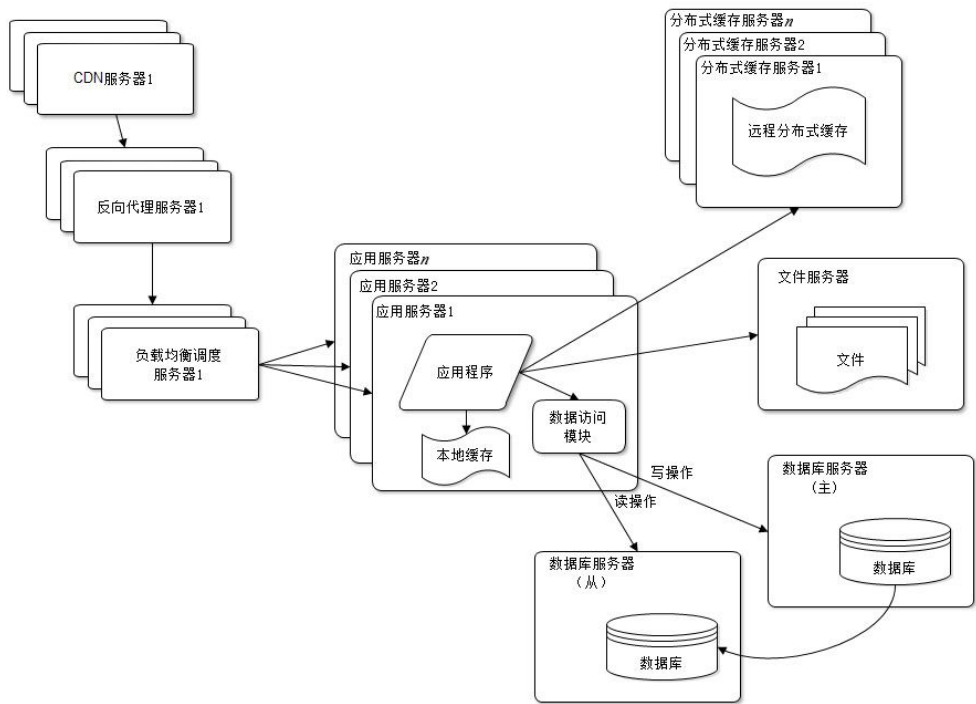 CDN服务器1
反向代理服务器1
负载均衡调度
服务器1
应用服务器n
应用服务器2
应用服务器1
应用程序
本地缓存
数据访问
模块
分布式缓存服务器n
分布式缓存服务器2
分布式缓存服务器1
远程分布式缓存
文件服务器
文件
写操作
读操作
数据库服务器
（主）
数据库
数据库服务器
（从）
数据库